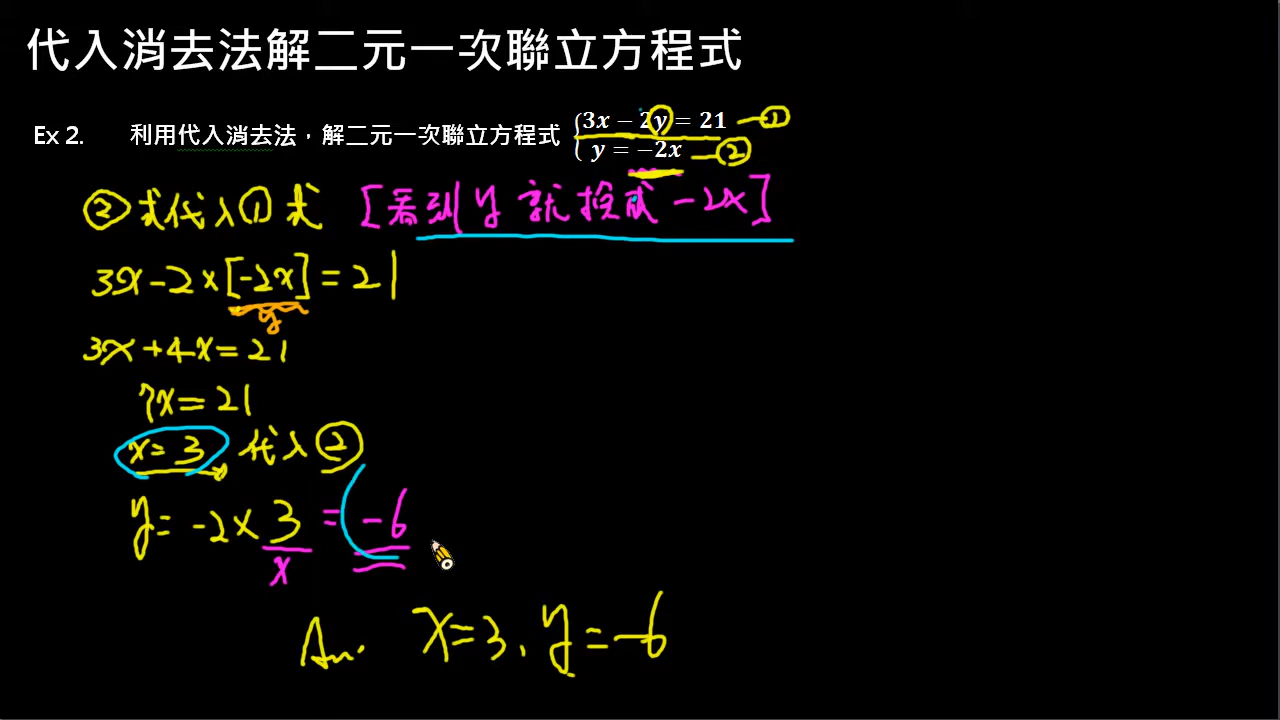 代入消去法解二元一次聯立方程式
Ex 2. 利用代入消去法，解二元一次聯立方程式 {3x − 2y = 21 —①
y = −2x —②
②式代入①式 [看到y就換成-2x]
3x-2×[-2x]=21
y
3x+4x=21
7x=21
x=3 代入②
y=-2×3=-6
x
Ans. x=3、y=-6